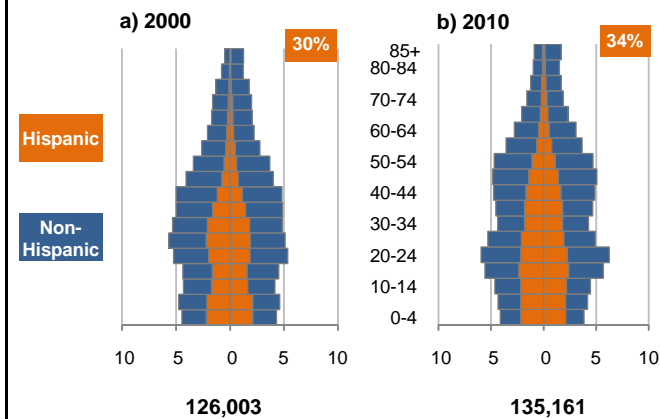 a) 2000
30%
b) 2010
34%
Hispanic
Non-
Hispanic
85+
80-84
70-74
60-64
50-54
40-44
30-34
20-24
10-14
0-4
10 5 0 5 10
10 5 0 5 10
126,003
135,161